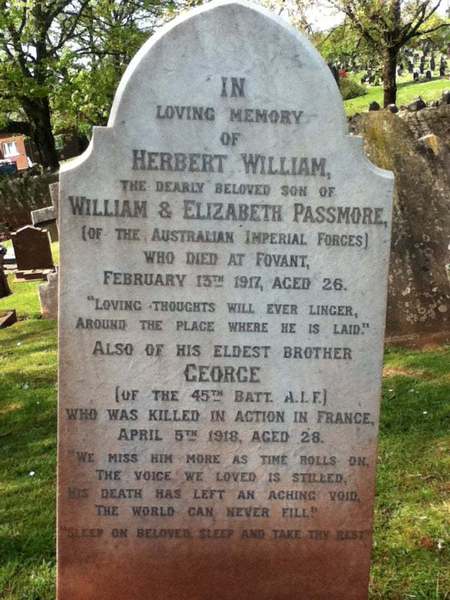 IN
LOVING MEMORY
OF
HERBERT WILLIAM,
THE DEARLY BELOVED SON OF
WILLIAM & ELIZABETH PASSMORE,
(OF THE AUSTRALIAN IMPERIAL FORCES)
WHO DIED AT FOVANT,
FEBRUARY 13TH 1917, AGED 26.
"LOVING THOUGHTS WILL EVER LINGER,
AROUND THE PLACE WHERE HE IS LAID."
ALSO OF HIS ELDEST BROTHER
GEORGE
(OF THE 45TH BATT. A.I.F.)
WHO WAS KILLED IN ACTION IN FRANCE,
APRIL 5TH 1918, AGED 28.
"WE MISS HIM MORE AS TIME ROLLS ON,
THE VOICE WE LOVED IS STILLED,
HIS DEATH HAS LEFT AN ACHING VOID,
THE WORLD CAN NEVER FILL."
"SLEEP ON BELOVED, SLEEP AND TAKE THY REST"